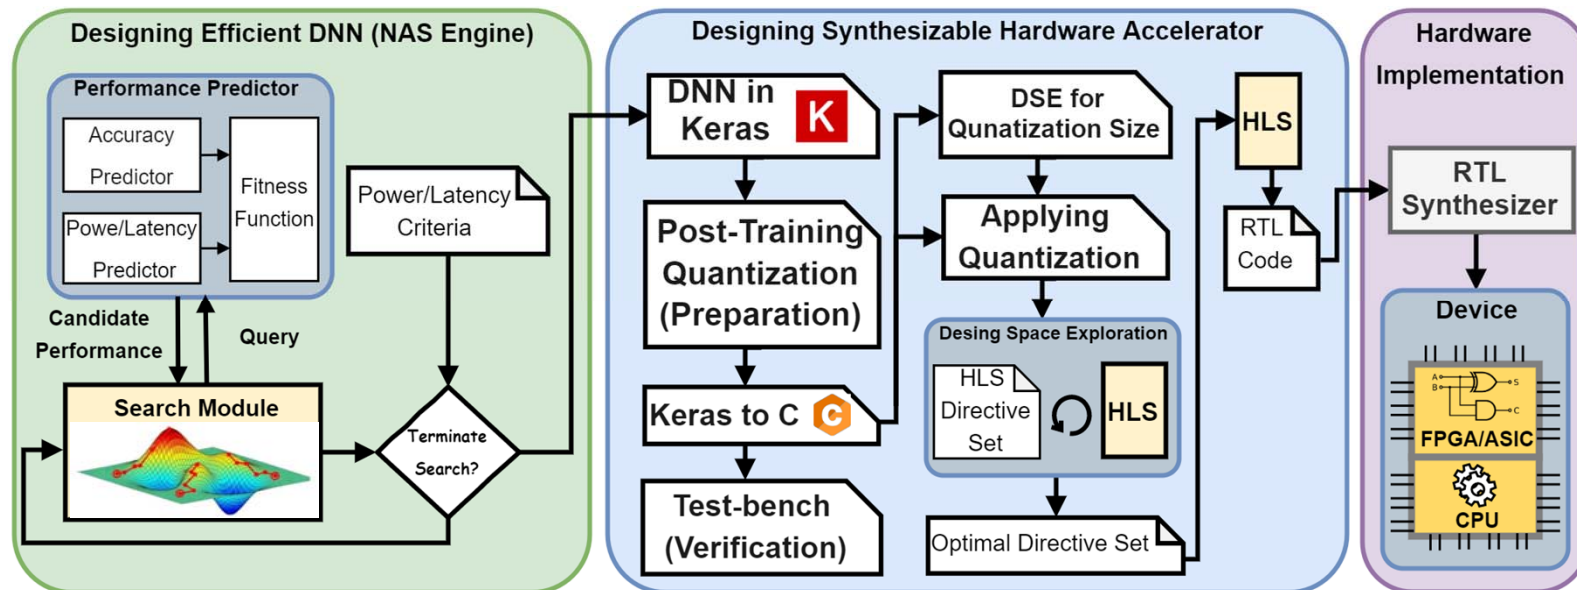 Designing Efficient DNN (NAS Engine)
Performance Predictor
Accuracy
Predictor
Powe/Latency
Predictor
Fitness
Function
Candidate
Performance
Query
Search Module
Power/Latency
Criteria
Terminate
Search?
Designing Synthesizable Hardware Accelerator
DNN in
Keras
K
Post-Training
Quantization
(Preparation)
Keras to C
C
Test-bench
(Verification)
DSE for
Qunatization Size
Applying
Quantization
Desing Space Exploration
HLS
Directive
Set
HLS
Optimal Directive Set
HLS
RTL
Code
Hardware
Implementation
RTL
Synthesizer
Device
A
B
S
C
FPGA/ASIC
CPU